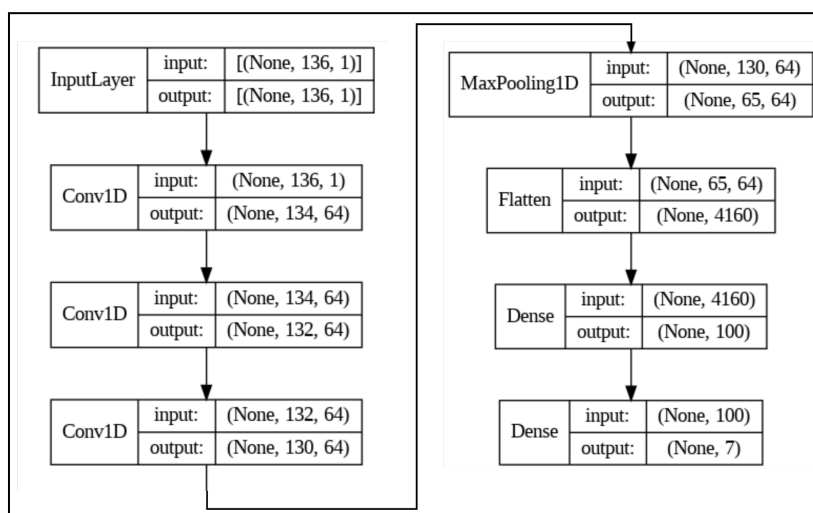 InputLayer
input: [(None, 136, 1)]
output: [(None, 136, 1)]
Conv1D
input: (None, 136, 1)
output: (None, 134, 64)
Conv1D
input: (None, 134, 64)
output: (None, 132, 64)
Conv1D
input: (None, 132, 64)
output: (None, 130, 64)
MaxPooling1D
input: (None, 130, 64)
output: (None, 65, 64)
Flatten
input: (None, 65, 64)
output: (None, 4160)
Dense
input: (None, 4160)
output: (None, 100)
Dense
input: (None, 100)
output: (None, 7)